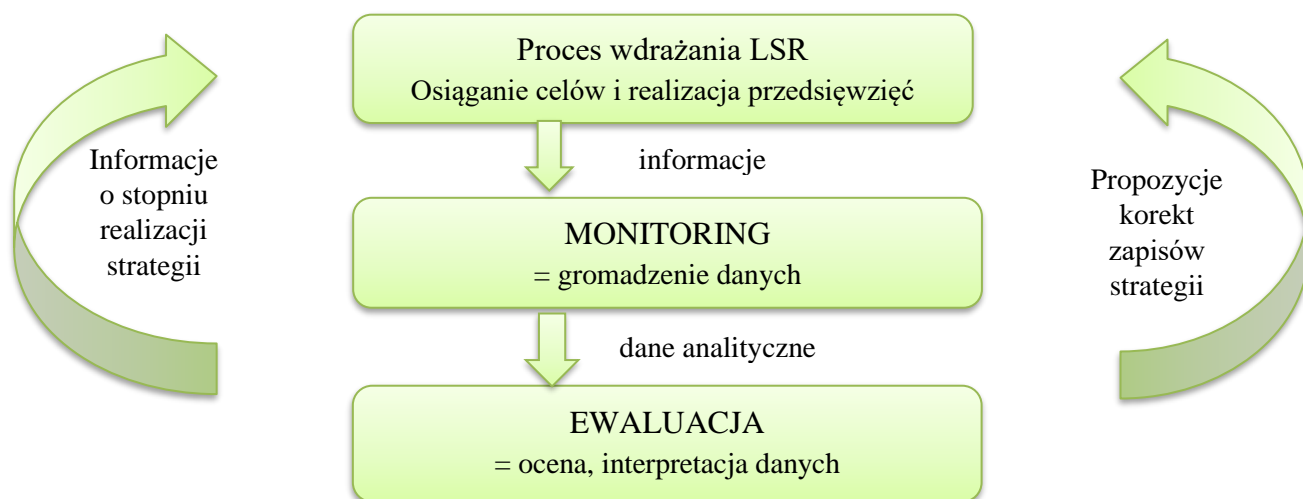 Proces wdrażania LSR
Osiąganie celów i realizacja przedsięwzięć
informacje
Informacje
o stopniu
realizacji
strategii
Propozycje
korekt
zapisów
strategii
MONITORING
= gromadzenie danych
dane analityczne
EWALUACJA
= ocena, interpretacja danych